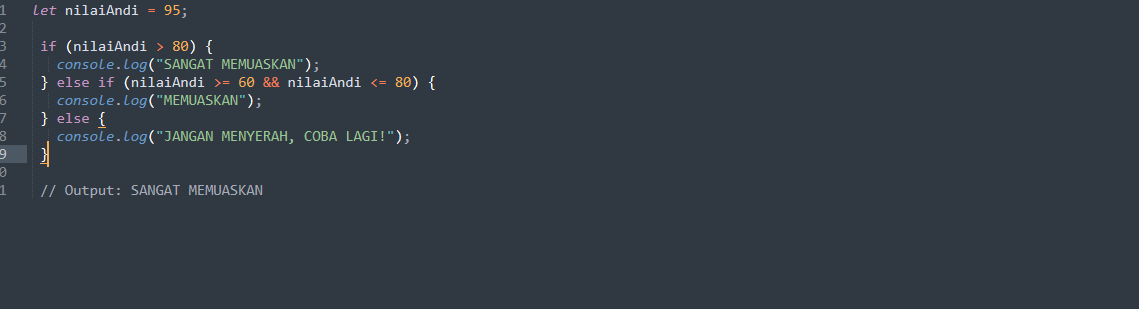 1 let nilaiAndi = 95;
2
3 if (nilaiAndi > 80) {
4 console.log("SANGAT MEMUASKAN");
5 } else if (nilaiAndi >= 60 && nilaiAndi <= 80) {
6 console.log("MEMUASKAN");
7 } else {
8 console.log("JANGAN MENYERAH, COBA LAGI!");
9 }
0
1 // Output: SANGAT MEMUASKAN